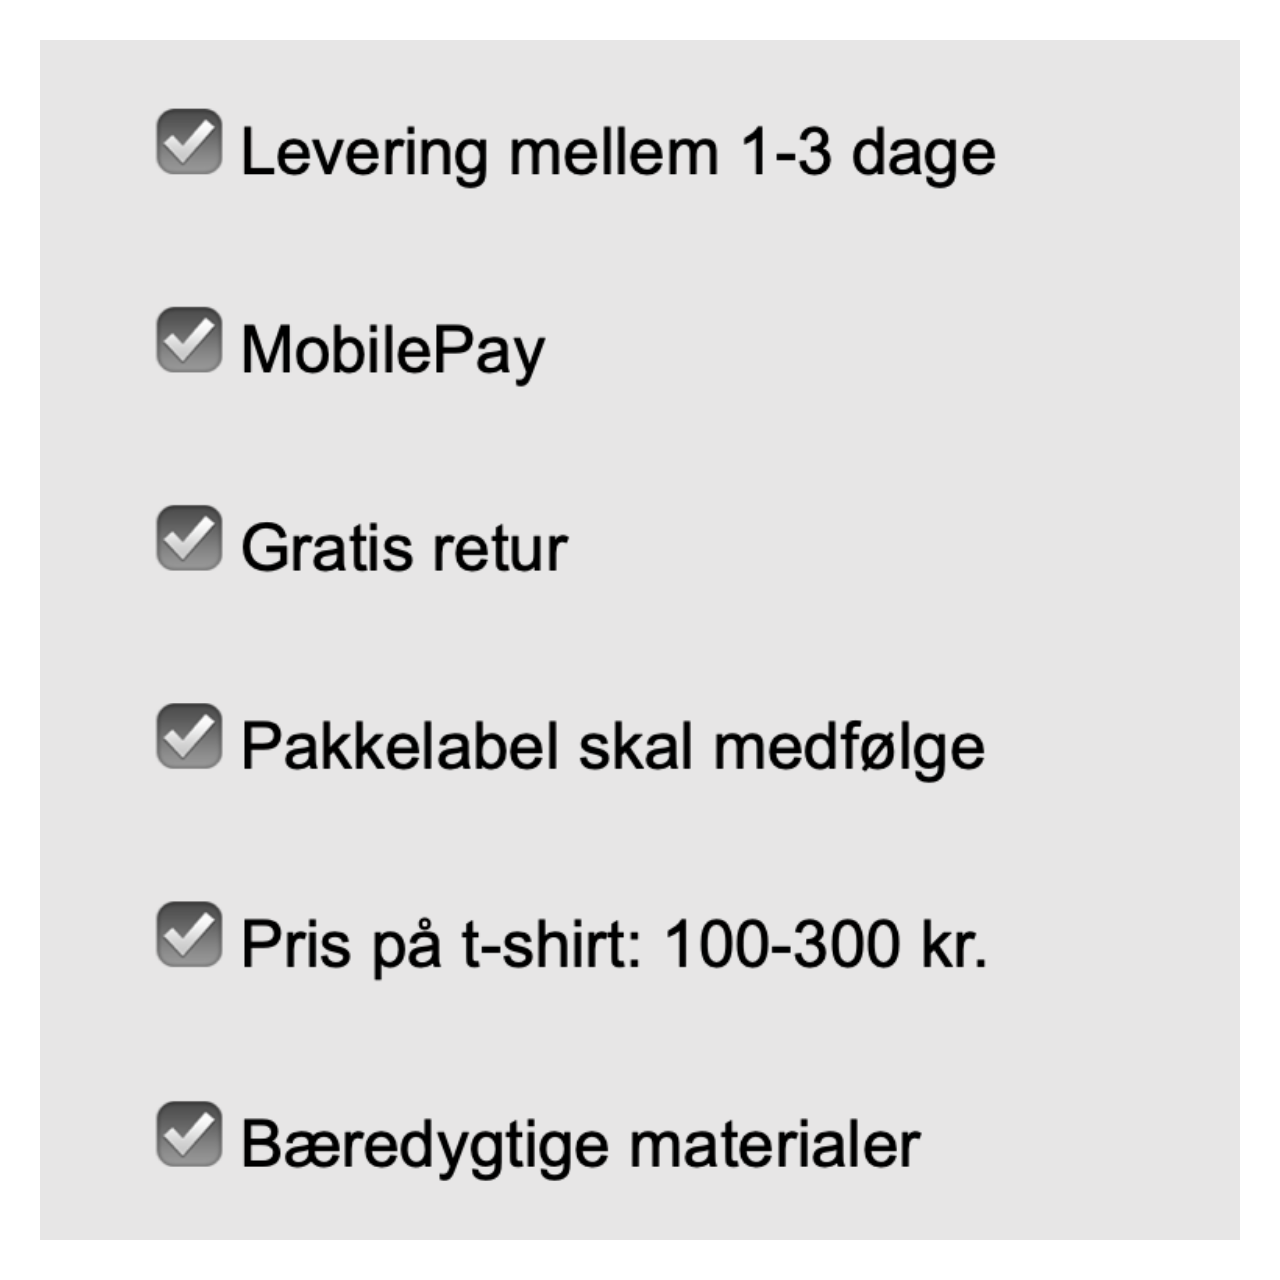 Levering mellem 1-3 dage
MobilePay
Gratis retur
Pakkelabel skal medfølge
Pris på t-shirt: 100-300 kr.
Bæredygtige materialer